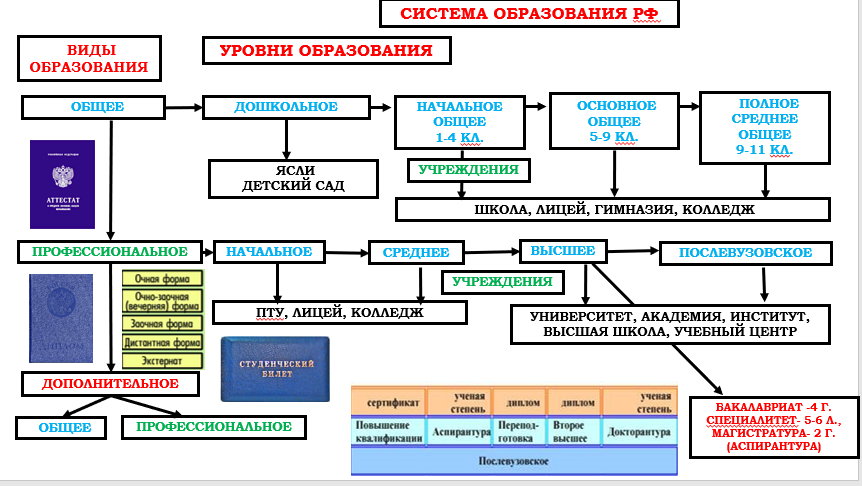 СИСТЕМА ОБРАЗОВАНИЯ РФ
ВИДЫ
ОБРАЗОВАНИЯ
УРОВНИ ОБРАЗОВАНИЯ
ОБЩЕЕ
ДОШКОЛЬНОЕ
НАЧАЛЬНОЕ
ОБЩЕЕ
1-4 КЛ.
ОСНОВНОЕ
ОБЩЕЕ
5-9 КЛ.
ПОЛНОЕ
СРЕДНЕЕ
ОБЩЕЕ
9-11 КЛ.
ЯСЛИ
ДЕТСКИЙ САД
УЧРЕЖДЕНИЯ
ШКОЛА, ЛИЦЕЙ, ГИМНАЗИЯ, КОЛЛЕДЖ
АТТЕСТАТ
ПРОФЕССИОНАЛЬНОЕ
НАЧАЛЬНОЕ
СРЕДНЕЕ
ВЫСШЕЕ
ПОСЛЕВУЗОВСКОЕ
УЧРЕЖДЕНИЯ
ПТУ, ЛИЦЕЙ, КОЛЛЕДЖ
УНИВЕРСИТЕТ, АКАДЕМИЯ, ИНСТИТУТ,
ВЫСШАЯ ШКОЛА, УЧЕБНЫЙ ЦЕНТР
ДИПЛОМ
Очная форма
Очно-заочная
(вечерняя) форма
Заочная форма
Дистантная форма
Экстернат
СТУДЕНЧЕСКИЙ
БИЛЕТ
ДОПОЛНИТЕЛЬНОЕ
ОБЩЕЕ
ПРОФЕССИОНАЛЬНОЕ
сертификат
ученая
степень
диплом
диплом
ученая
степень
Повышение
квалификации
Аспирантура
Перепод-
готовка
Второе
высшее
Докторантура
Послевузовское
БАКАЛАВРИАТ -4 Г.
СПЕЦИАЛИТЕТ- 5-6 Л.,
МАГИСТРАТУРА- 2 Г.
(АСПИРАНТУРА)